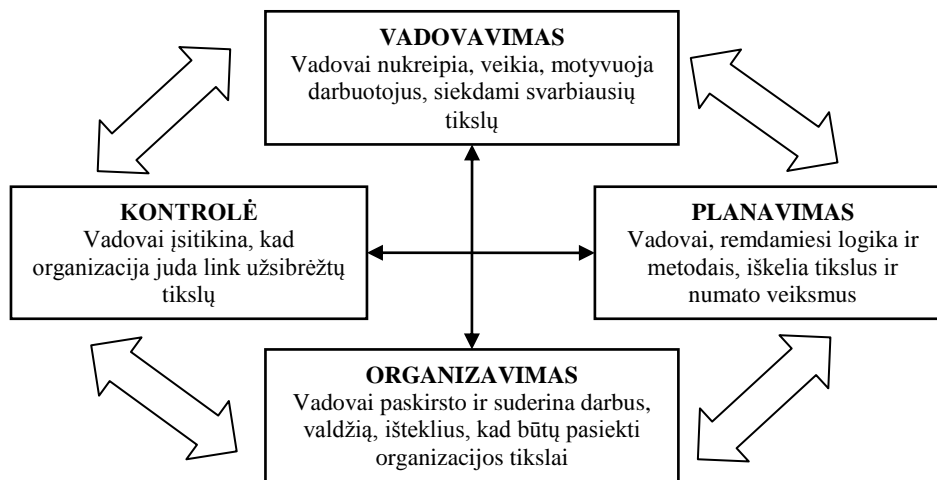 VADOVAVIMAS
Vadovai nukreipia, veikia, motyvuoja
darbuotojus, siekdami svarbiausių
tikslų
KONTROLĖ
Vadovai įsitikina, kad
organizacija juda link užsibrėžtų
tikslų
PLANAVIMAS
Vadovai, remdamiesi logika ir
metodais, iškelia tikslus ir
numato veiksmus
ORGANIZAVIMAS
Vadovai paskirsto ir suderina darbus,
valdžią, išteklius, kad būtų pasiekti
organizacijos tikslai